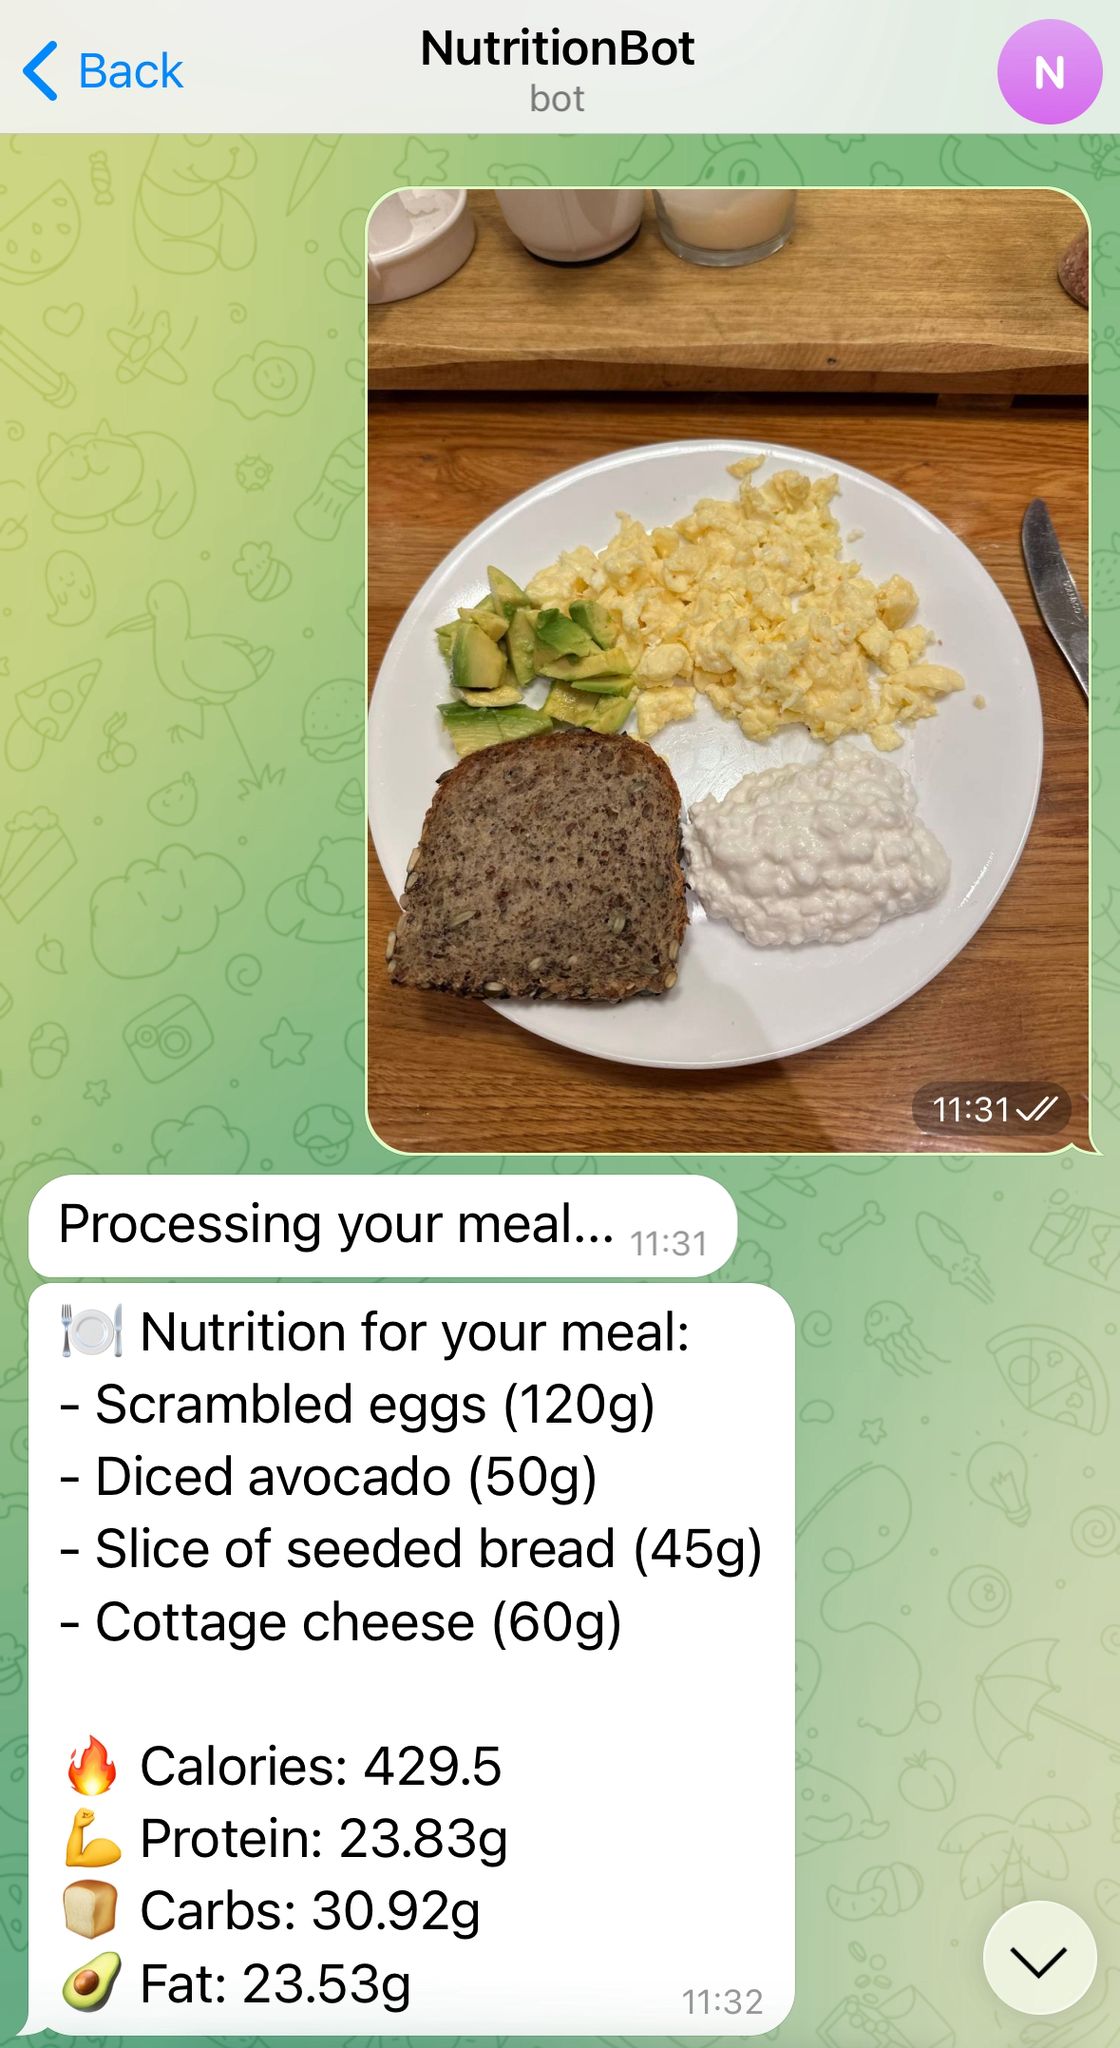 Back
NutritionBot
bot
N
11:31
Processing your meal... 11:31
🍽️ Nutrition for your meal:
- Scrambled eggs (120g)
- Diced avocado (50g)
- Slice of seeded bread (45g)
- Cottage cheese (60g)
🔥 Calories: 429.5
💪 Protein: 23.83g
🍞 Carbs: 30.92g
🥑 Fat: 23.53g
11:32